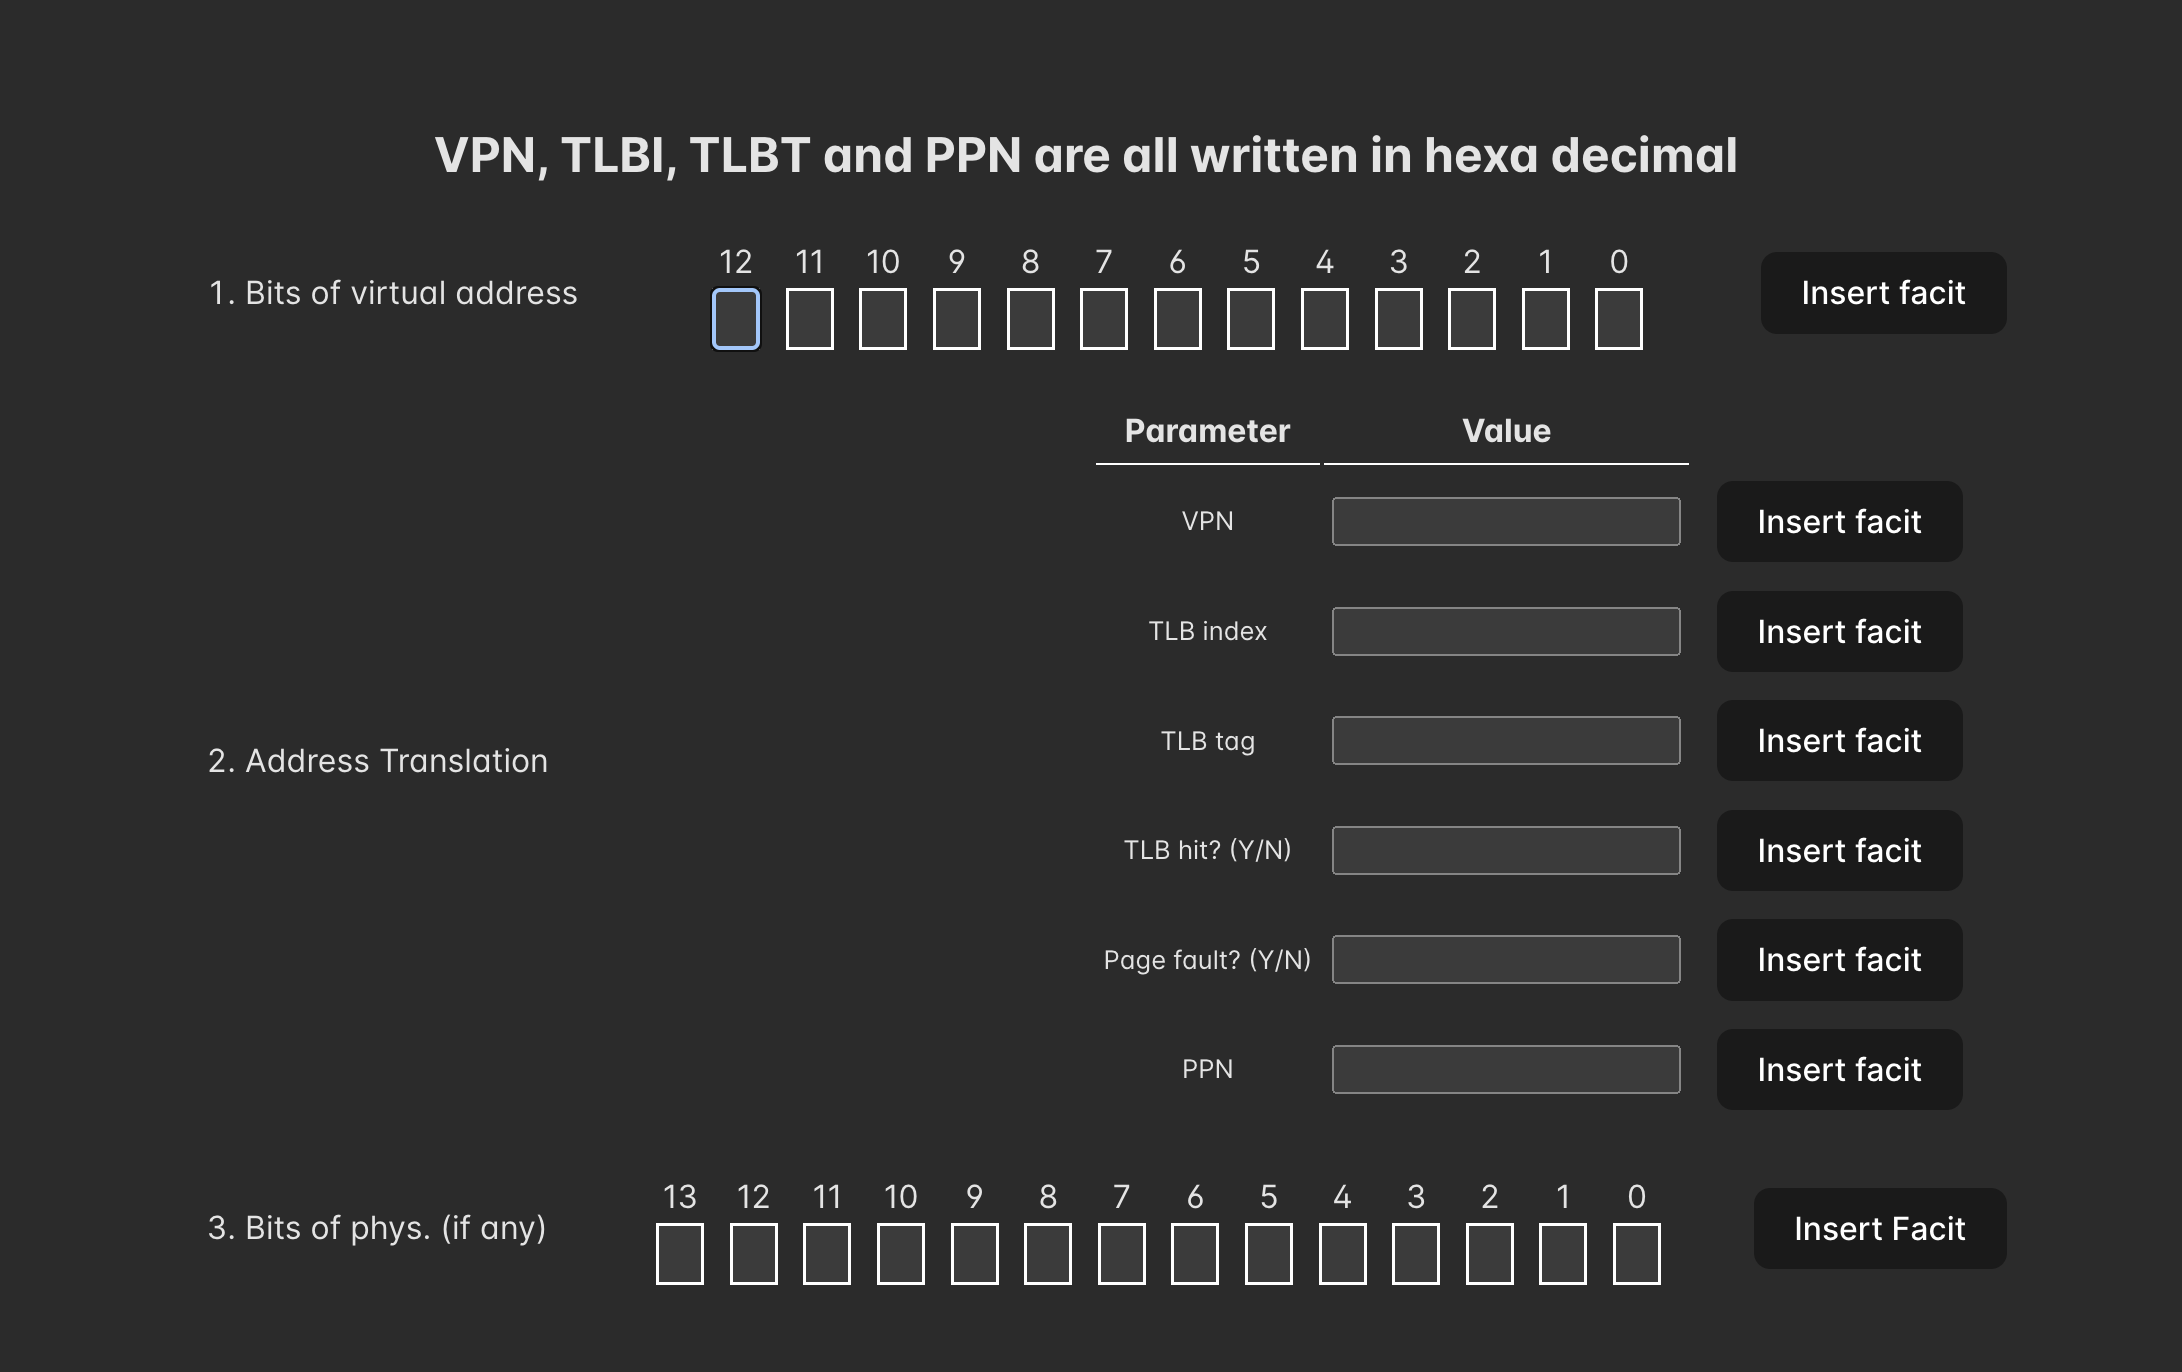 VPN, TLBI, TLBT and PPN are all written in hexa decimal
12 11 10 9 8 7 6 5 4 3 2 1 0
1. Bits of virtual address
Insert facit
Parameter Value
VPN Insert facit
TLB index Insert facit
TLB tag Insert facit
2. Address Translation
TLB hit? (Y/N) Insert facit
Page fault? (Y/N) Insert facit
PPN Insert facit
13 12 11 10 9 8 7 6 5 4 3 2 1 0
3. Bits of phys. (if any)
Insert Facit